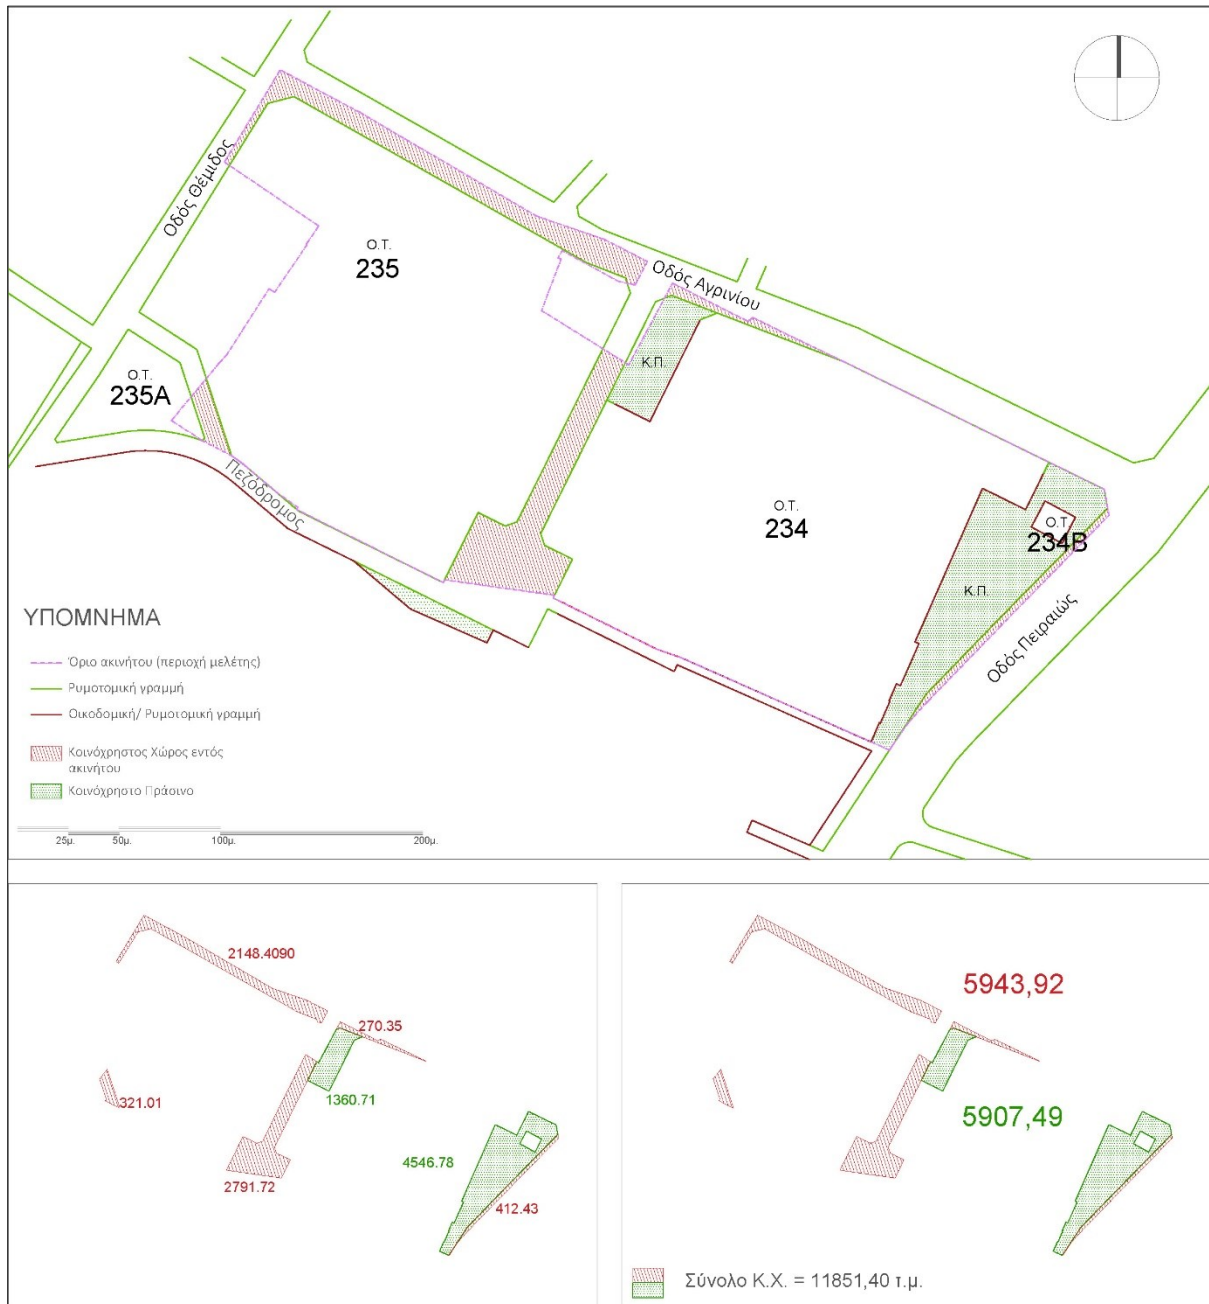 Οδός Θέμιδος
Ο.Τ.
235
Οδός Αγρινίου
Κ.Π.
Ο.Τ.
235Α
Πεζόδρομος
Ο.Τ.
234
Ο.Τ
234Β
Κ.Π.
Οδός Πειραιώς
ΥΠΟΜΝΗΜΑ
Όριο ακινήτου (περιοχή μελέτης)
Ρυμοτομική γραμμή
Οικοδομική/ Ρυμοτομική γραμμή
Κοινόχρηστος Χώρος εντός
ακινήτου
Κοινόχρηστο Πράσινο
25μ. 50μ. 100μ. 200μ.
2148.4090
270.35
321.01
1360.71
4546.78
2791.72
412.43
5943,92
5907,49
Σύνολο Κ.Χ. = 11851,40 τ.μ.